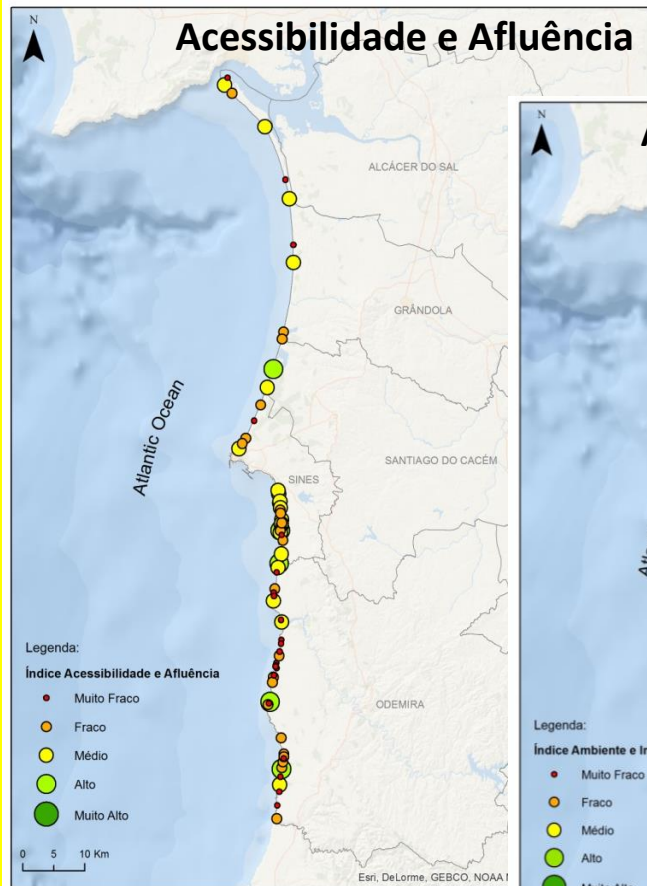 N
Acessibilidade e Afluência
ALCÁCER DO SAL
GRÂNDOLA
Atlantic Ocean
SANTIAGO DO CACÉM
SINES
ODEMIRA
Legenda:
Índice Acessibilidade e Afluência
Muito Fraco
Fraco
Médio
Alto
Muito Alto
0 5 10 Km
Esri, DeLorme, GEBCO, NOAA
N
A
Legenda:
Índice Ambiente e In
Muito Fraco
Fraco
Médio
Alto
Muito Alto